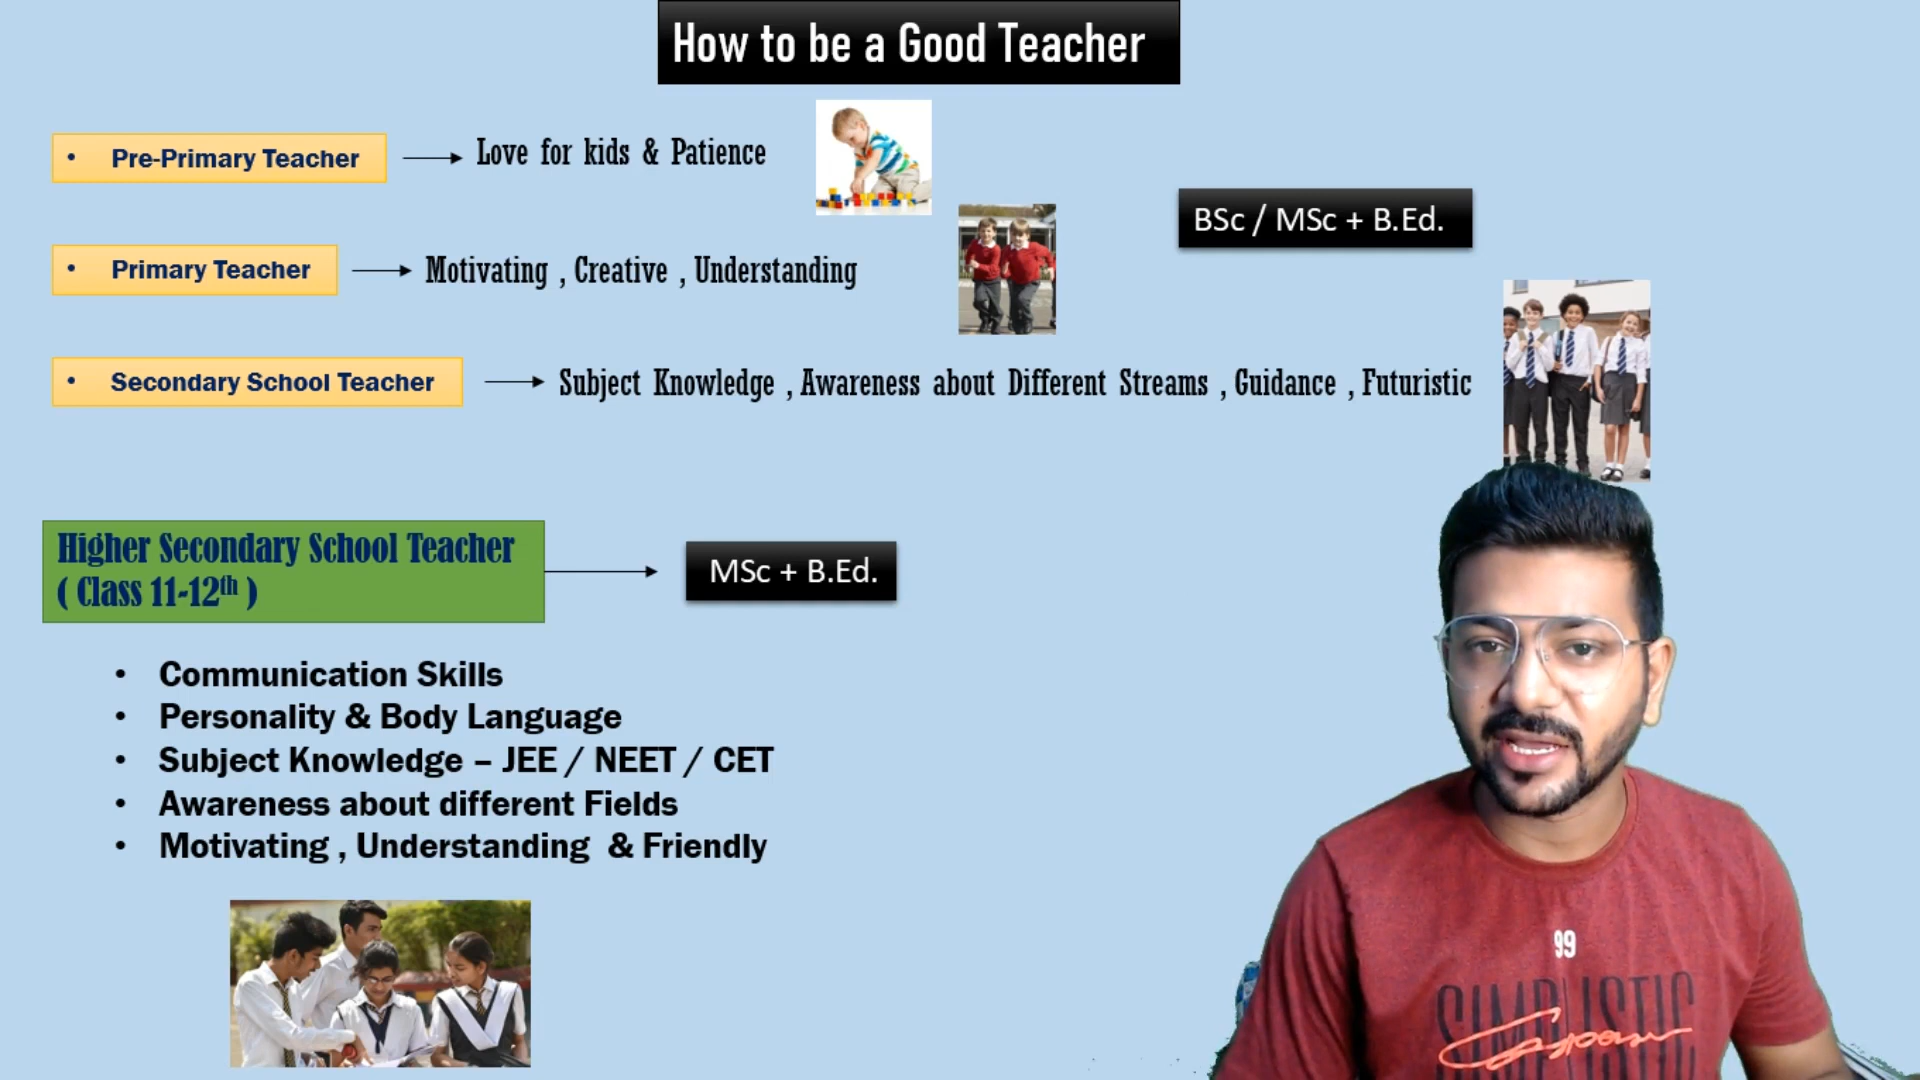 How to be a Good Teacher
• Pre-Primary Teacher
Love for kids & Patience
BSc / MSc + B.Ed.
• Primary Teacher
Motivating , Creative , Understanding
• Secondary School Teacher
Subject Knowledge , Awareness about Different Streams , Guidance , Futuristic
Higher Secondary School Teacher
( Class 11-12th )
MSc + B.Ed.
• Communication Skills
• Personality & Body Language
• Subject Knowledge – JEE / NEET / CET
• Awareness about different Fields
• Motivating , Understanding & Friendly
99
SIMPLISTIC